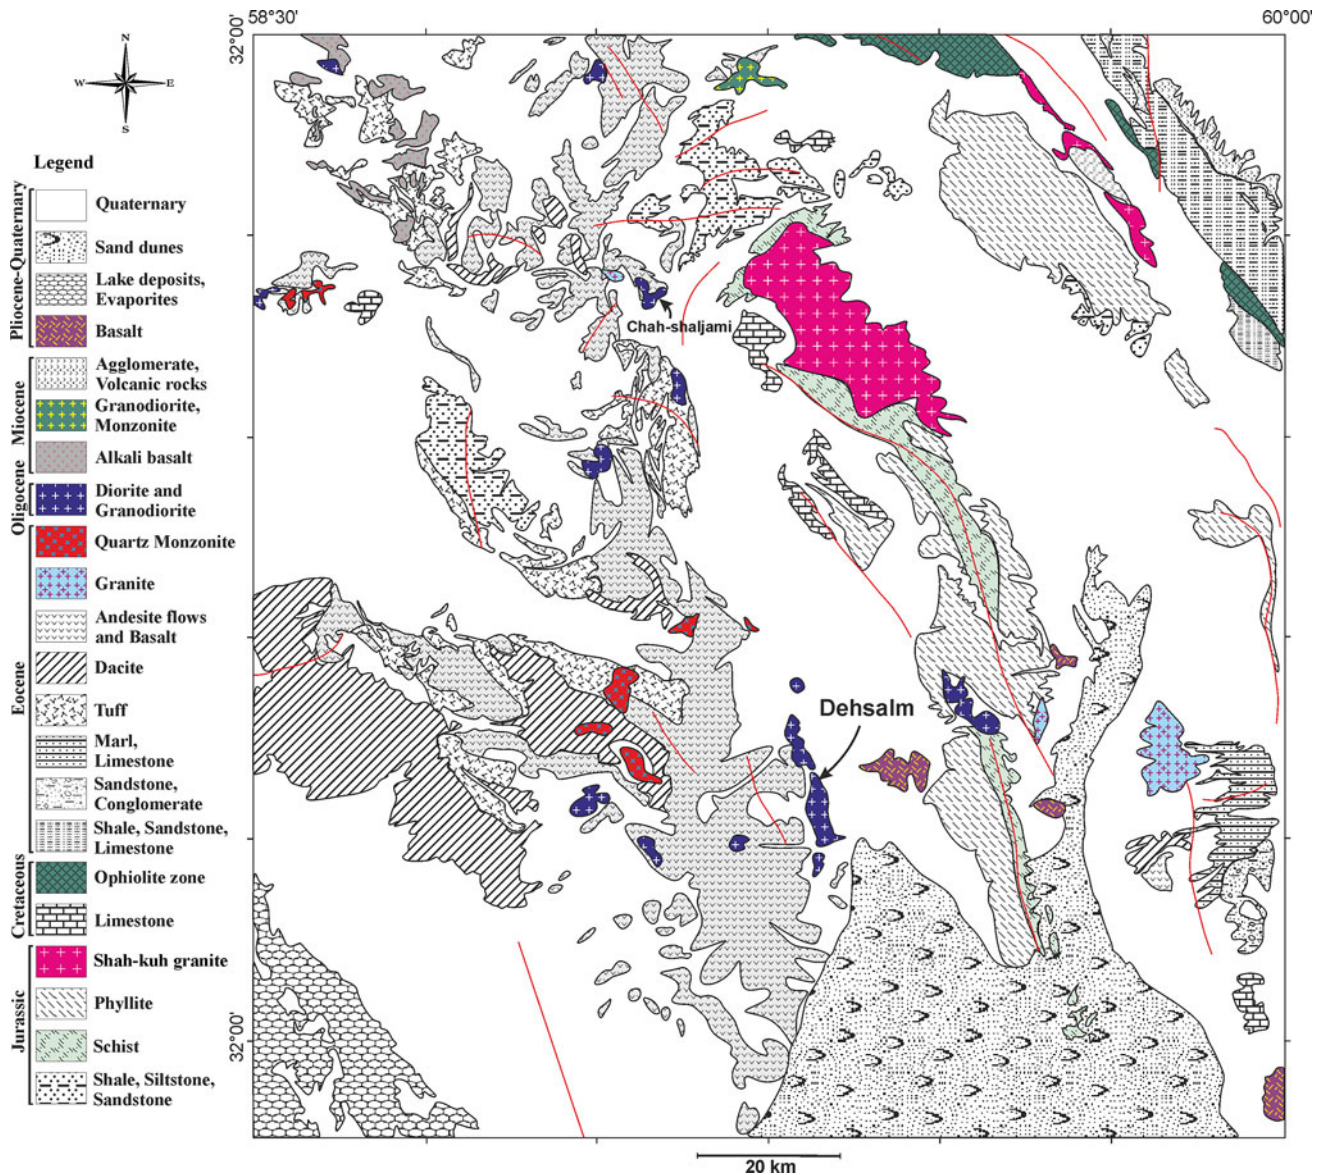 58°30' 60°00'
32°00'
N
W E
S
Legend
Pliocene-Quaternary
Quaternary
Sand dunes
Lake deposits,
Evaporites
Basalt
Miocene
Agglomerate,
Volcanic rocks
Granodiorite,
Monzonite
Alkali basalt
Oligocene
Diorite and
Granodiorite
Eocene
Quartz Monzonite
Granite
Andesite flows
and Basalt
Dacite
Tuff
Marl,
Limestone
Sandstone,
Conglomerate
Shale, Sandstone,
Limestone
Cretaceous
Ophiolite zone
Limestone
Jurassic
Shah-kuh granite
Phyllite
Schist
Shale, Siltstone,
Sandstone
Chah-shaljami
Dehsalm
32°00'
20 km